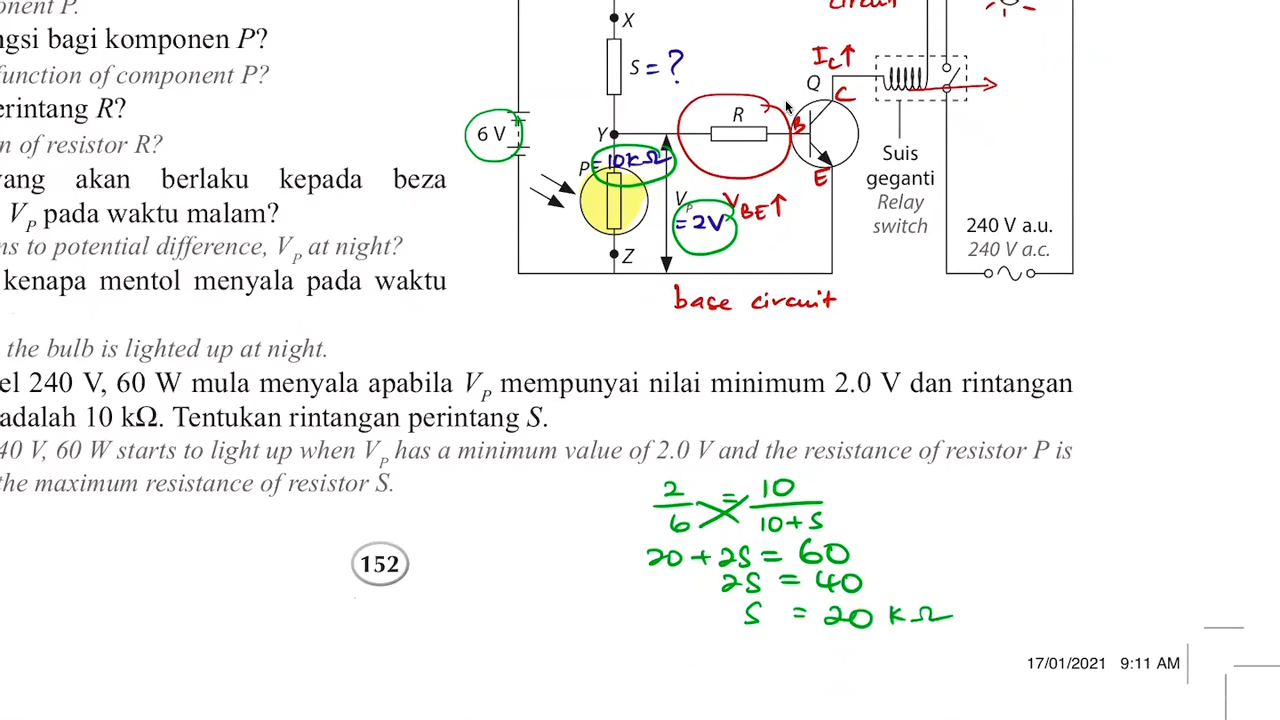 onent P.
ngsi bagi komponen P?
function of component P?
erintang R?
n of resistor R?
yang akan berlaku kepada beza
V_P pada waktu malam?
ns to potential difference, V_P at night?
kenapa mentol menyala pada waktu
the bulb is lighted up at night.
el 240 V, 60 W mula menyala apabila V_P mempunyai nilai minimum 2.0 V dan rintangan
adalah 10 kΩ. Tentukan rintangan perintang S.
40 V, 60 W starts to light up when V_P has a minimum value of 2.0 V and the resistance of resistor P is
the maximum resistance of resistor S.
circuit
X
S = ?
I_C↑
Q
C
6 V
Y
R
B
P = 10kΩ
E
V_P = 2V
V_BE↑
Z
Suis
geganti
Relay
switch
240 V a.u.
240 V a.c.
base circuit
2/6 = 10/(10+S)
20 + 2S = 60
2S = 40
S = 20 kΩ
152
17/01/2021 9:11 AM